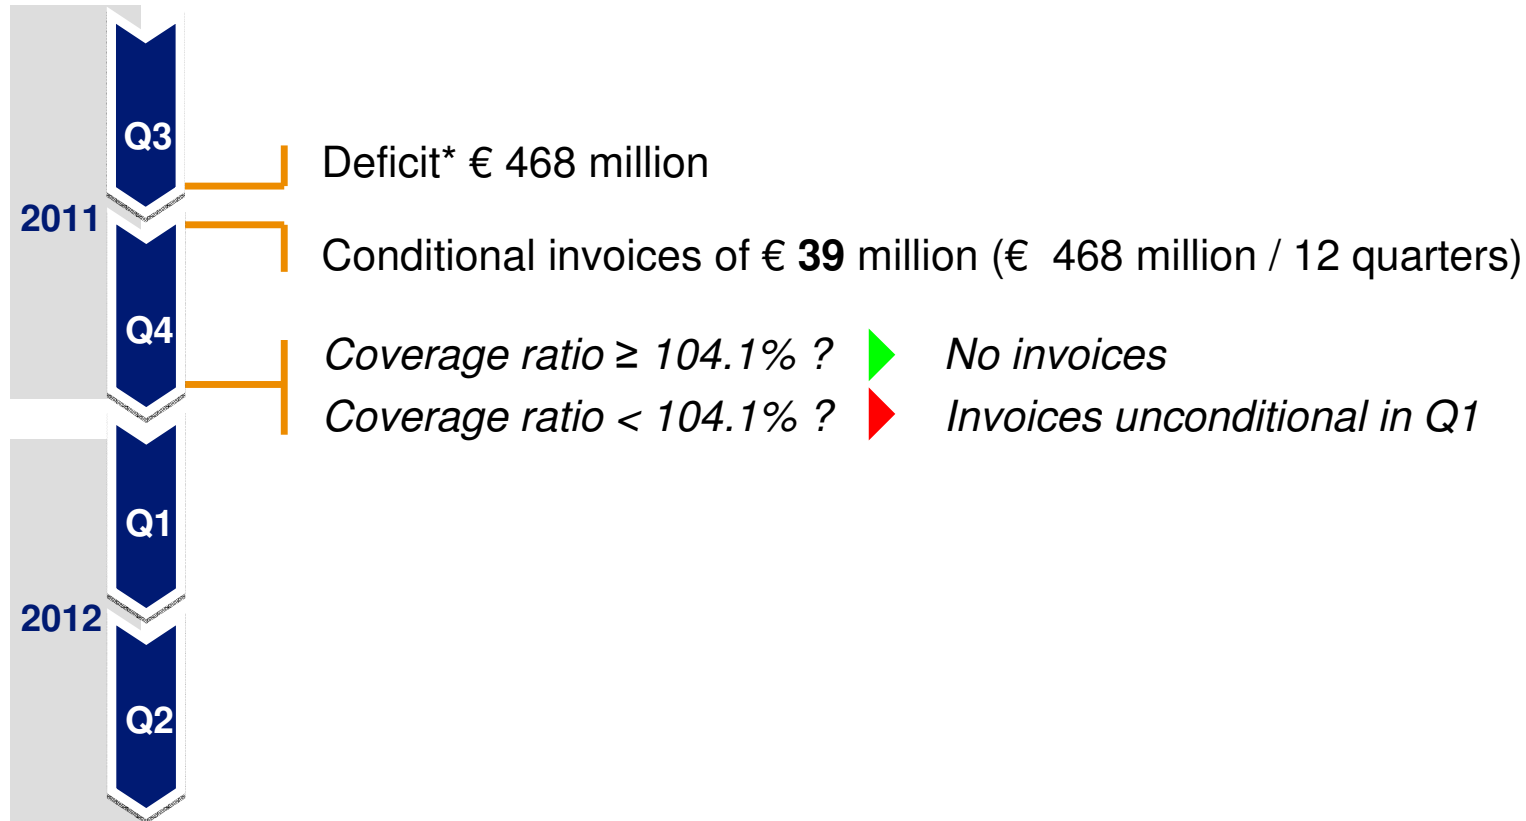 2011
Q3
Deficit* € 468 million
Conditional invoices of € 39 million (€ 468 million / 12 quarters)
Q4
Coverage ratio ≥ 104.1% ? No invoices
Coverage ratio < 104.1% ? Invoices unconditional in Q1
2012
Q1
Q2